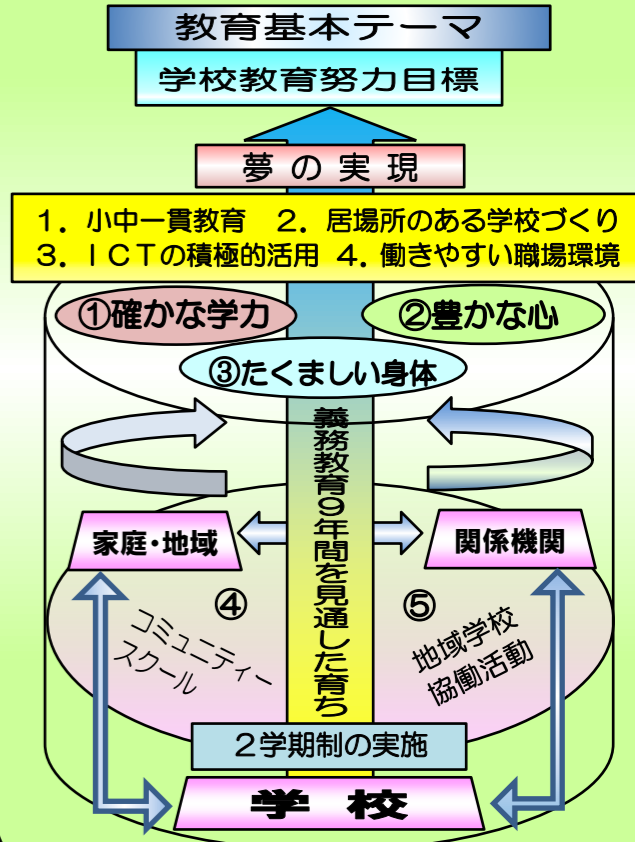 教育基本テーマ
学校教育努力目標
夢の実現
1．小中一貫教育　2．居場所のある学校づくり
3．ＩＣＴの積極的活用 4．働きやすい職場環境
①確かな学力
②豊かな心
③たくましい身体
義務教育９年間を見通した育ち
家庭・地域
関係機関
④
コミュニティー
スクール
⑤
地域学校
協働活動
２学期制の実施
学校